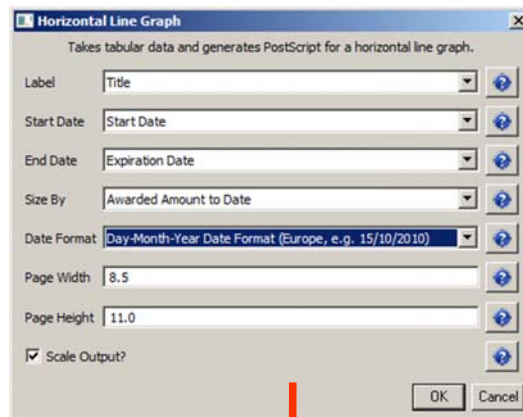 Horizontal Line Graph
Takes tabular data and generates PostScript for a horizontal line graph.
Label Title
Start Date Start Date
End Date Expiration Date
Size By Awarded Amount to Date
Date Format Day-Month-Year Date Format (Europe, e.g. 15/10/2010)
Page Width 8.5
Page Height 11.0
Scale Output?
OK Cancel